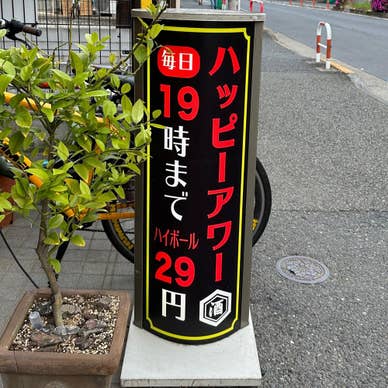 ハッピーアワー
毎日
19時まで
ハイボール
29円
酒